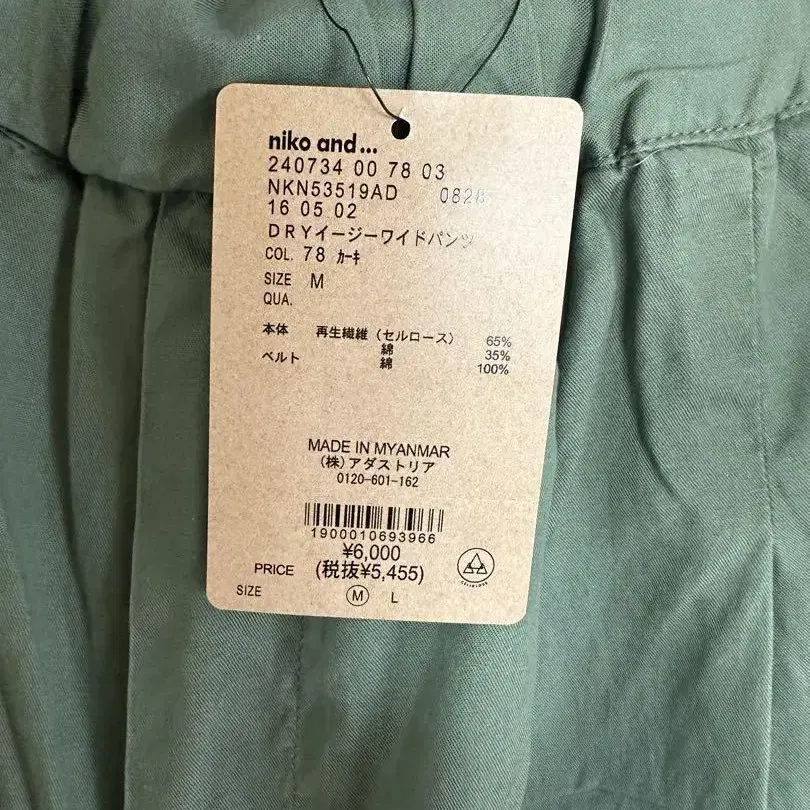 niko and...
240734 00 78 03
NKN53519AD 0828
16 05 02
DRYイージーワイドパンツ
COL. 78 カーキ
SIZE M
QUA.
本体 再生繊維(セルロース) 65%
綿 35%
ベルト 綿 100%
MADE IN MYANMAR
(株)アダストリア
0120-601-162
1900010693966
¥6,000
PRICE (税抜¥5,455)
SIZE M L